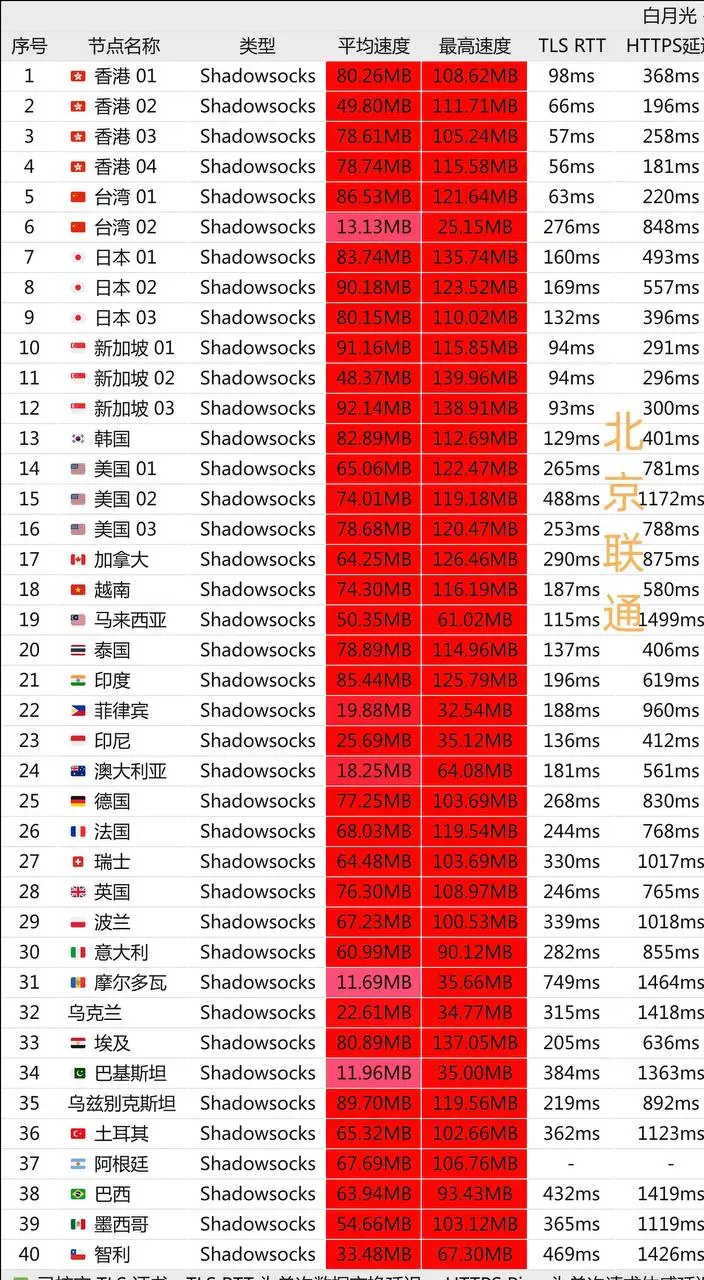 白月光
序号 节点名称 类型 平均速度 最高速度 TLS RTT HTTPS延
1 香港 01 Shadowsocks 80.26MB 108.62MB 98ms 368ms
2 香港 02 Shadowsocks 49.80MB 111.71MB 66ms 196ms
3 香港 03 Shadowsocks 78.61MB 105.24MB 57ms 258ms
4 香港 04 Shadowsocks 78.74MB 115.58MB 56ms 181ms
5 台湾 01 Shadowsocks 86.53MB 121.64MB 63ms 220ms
6 台湾 02 Shadowsocks 13.13MB 25.15MB 276ms 848ms
7 日本 01 Shadowsocks 83.74MB 135.74MB 160ms 493ms
8 日本 02 Shadowsocks 90.18MB 123.52MB 169ms 557ms
9 日本 03 Shadowsocks 80.15MB 110.02MB 132ms 396ms
10 新加坡 01 Shadowsocks 91.16MB 115.85MB 94ms 291ms
11 新加坡 02 Shadowsocks 48.37MB 139.96MB 94ms 296ms
12 新加坡 03 Shadowsocks 92.14MB 138.91MB 93ms 300ms
13 韩国 Shadowsocks 82.89MB 112.69MB 129ms 401ms
14 美国 01 Shadowsocks 65.06MB 122.47MB 265ms 781ms
15 美国 02 Shadowsocks 74.01MB 119.18MB 488ms 1172ms
16 美国 03 Shadowsocks 78.68MB 120.47MB 253ms 788ms
17 加拿大 Shadowsocks 64.25MB 126.46MB 290ms 875ms
18 越南 Shadowsocks 74.30MB 116.19MB 187ms 580ms
19 马来西亚 Shadowsocks 50.35MB 61.02MB 115ms 1499ms
20 泰国 Shadowsocks 78.89MB 114.96MB 137ms 406ms
21 印度 Shadowsocks 85.44MB 125.79MB 196ms 619ms
22 菲律宾 Shadowsocks 19.88MB 32.54MB 188ms 960ms
23 印尼 Shadowsocks 25.69MB 35.12MB 136ms 412ms
24 澳大利亚 Shadowsocks 18.25MB 64.08MB 181ms 561ms
25 德国 Shadowsocks 77.25MB 103.69MB 268ms 830ms
26 法国 Shadowsocks 68.03MB 119.54MB 244ms 768ms
27 瑞士 Shadowsocks 64.48MB 103.69MB 330ms 1017ms
28 英国 Shadowsocks 76.30MB 108.97MB 246ms 765ms
29 波兰 Shadowsocks 67.23MB 100.53MB 339ms 1018ms
30 意大利 Shadowsocks 60.99MB 90.12MB 282ms 855ms
31 摩尔多瓦 Shadowsocks 11.69MB 35.66MB 749ms 1464ms
32 乌克兰 Shadowsocks 22.61MB 34.77MB 315ms 1418ms
33 埃及 Shadowsocks 80.89MB 137.05MB 205ms 636ms
34 巴基斯坦 Shadowsocks 11.96MB 35.00MB 384ms 1363ms
35 乌兹别克斯坦 Shadowsocks 89.70MB 119.56MB 219ms 892ms
36 土耳其 Shadowsocks 65.32MB 102.66MB 362ms 1123ms
37 阿根廷 Shadowsocks 67.69MB 106.76MB - -
38 巴西 Shadowsocks 63.94MB 93.43MB 432ms 1419ms
39 墨西哥 Shadowsocks 54.66MB 103.12MB 365ms 1119ms
40 智利 Shadowsocks 33.48MB 67.30MB 469ms 1426ms
北京联通